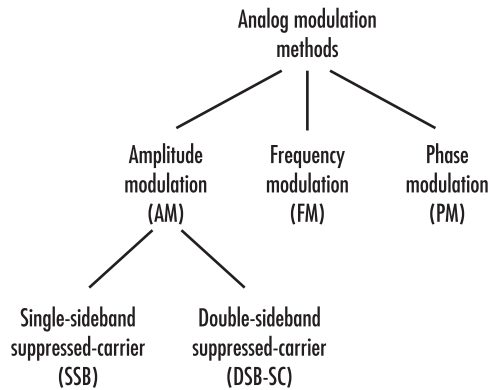 Analog modulation
methods
Amplitude
modulation
(AM)
Frequency
modulation
(FM)
Phase
modulation
(PM)
Single-sideband
suppressed-carrier
(SSB)
Double-sideband
suppressed-carrier
(DSB-SC)